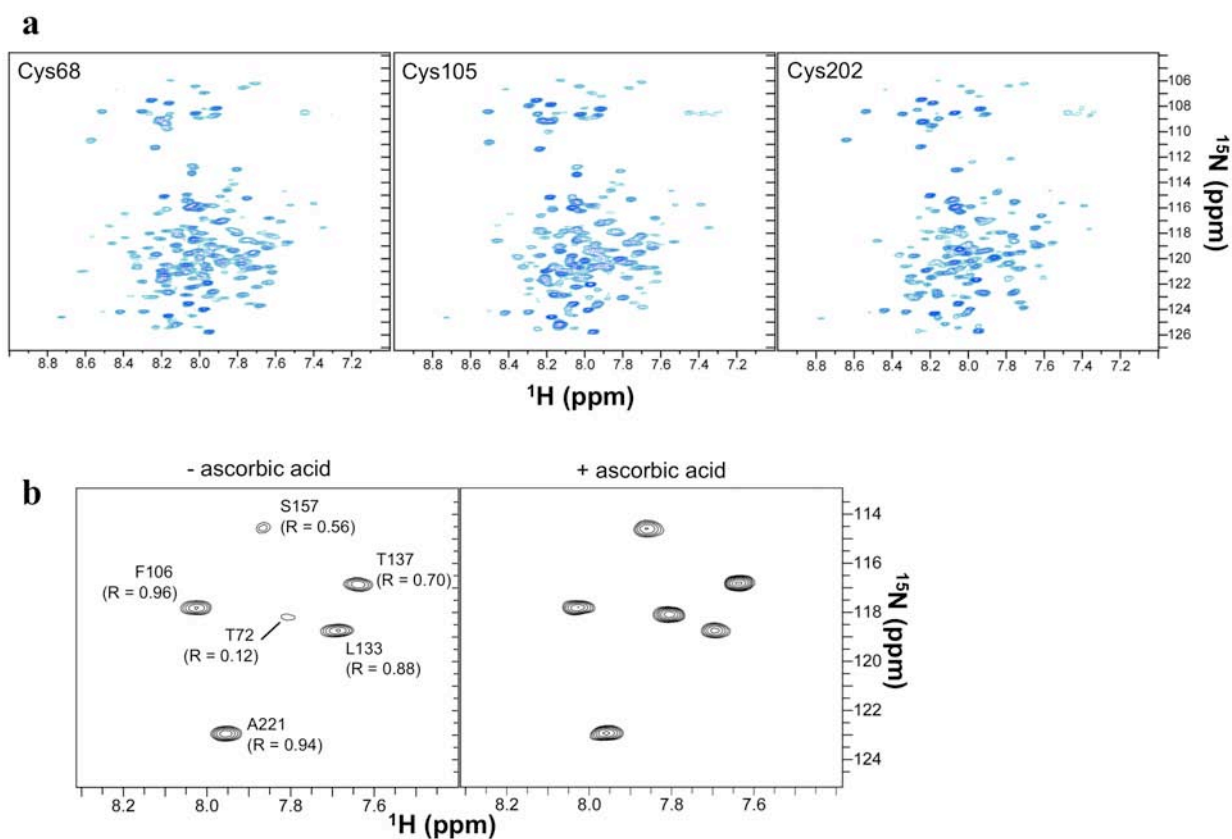 a
Cys68
Cys105
Cys202
106
108
110
112
114
116
118
120
122
124
126
¹⁵N (ppm)
8.8 8.6 8.4 8.2 8.0 7.8 7.6 7.4 7.2
8.8 8.6 8.4 8.2 8.0 7.8 7.6 7.4 7.2
8.8 8.6 8.4 8.2 8.0 7.8 7.6 7.4 7.2
¹H (ppm)
b
- ascorbic acid
+ ascorbic acid
S157
(R = 0.56)
T137
(R = 0.70)
F106
(R = 0.96)
T72
(R = 0.12)
L133
(R = 0.88)
A221
(R = 0.94)
114
116
118
120
122
124
¹⁵N (ppm)
8.2 8.0 7.8 7.6
8.2 8.0 7.8 7.6
¹H (ppm)